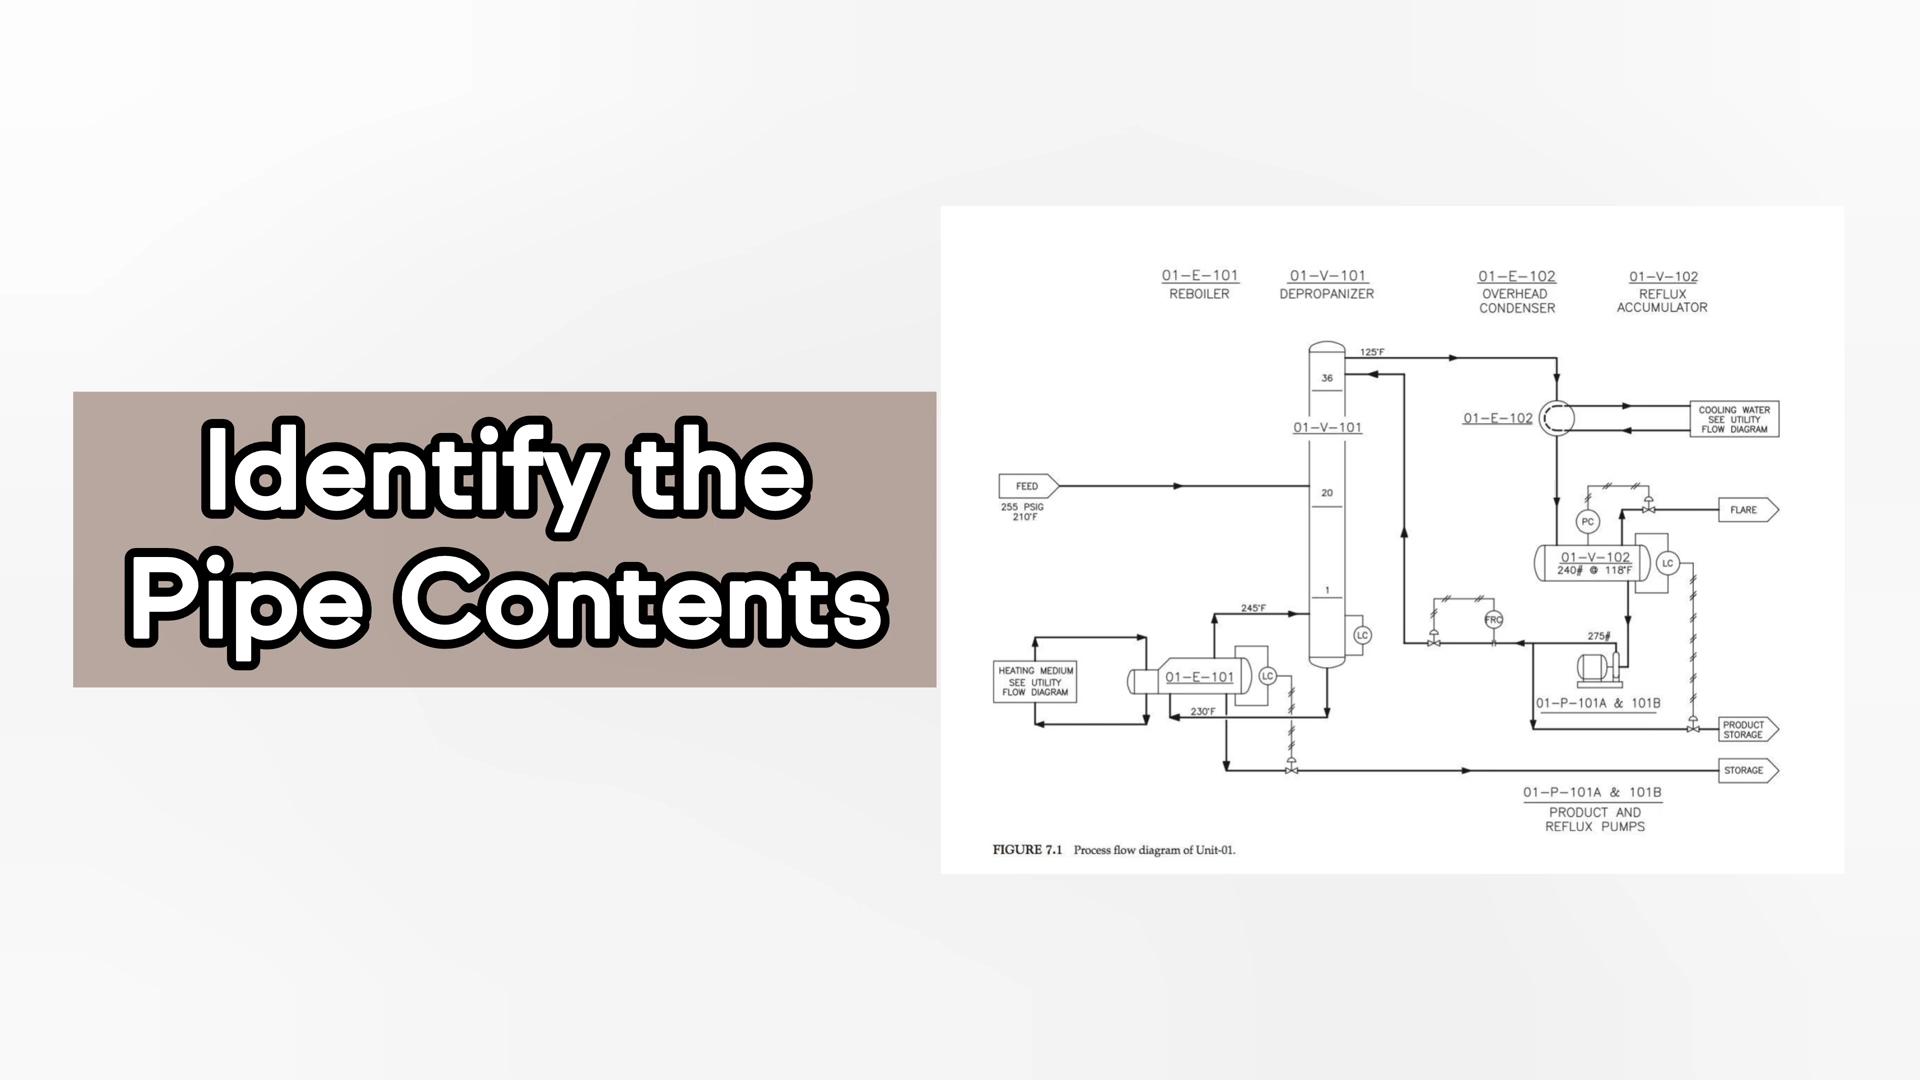 Identify the
Pipe Contents
01-E-101
REBOILER
01-V-101
DEPROPANIZER
01-E-102
OVERHEAD
CONDENSER
01-V-102
REFLUX
ACCUMULATOR
125°F
36
01-E-102
COOLING WATER
SEE UTILITY
FLOW DIAGRAM
01-V-101
FEED
255 PSIG
210°F
20
PC
FLARE
01-V-102
240# @ 118°F
LC
1
245°F
FRC
275#
LC
HEATING MEDIUM
SEE UTILITY
FLOW DIAGRAM
01-E-101
LC
230°F
01-P-101A & 101B
PRODUCT
STORAGE
STORAGE
01-P-101A & 101B
PRODUCT AND
REFLUX PUMPS
FIGURE 7.1 Process flow diagram of Unit-01.